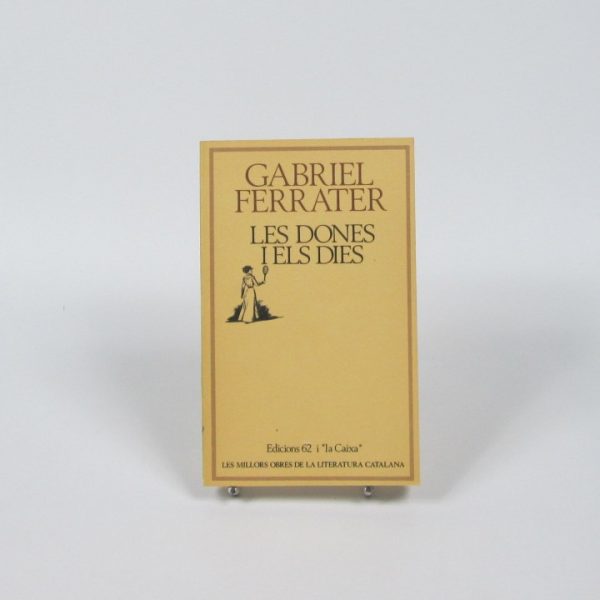 GABRIEL
FERRATER
LES DONES
I ELS DIES
Edicions 62 i "la Caixa"
LES MILLORS OBRES DE LA LITERATURA CATALANA